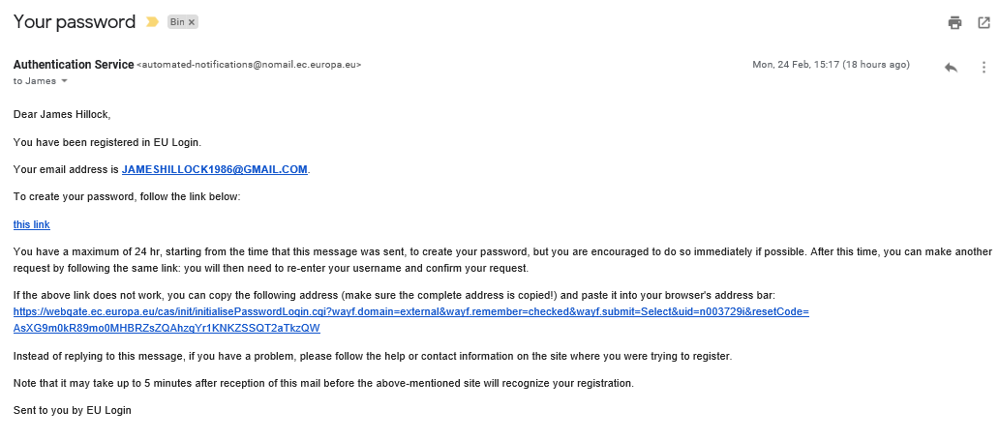 Your password Bin x
Authentication Service <automated-notifications@nomail.ec.europa.eu> Mon, 24 Feb, 15:17 (18 hours ago)
to James
Dear James Hillock,
You have been registered in EU Login.
Your email address is JAMESHILLOCK1986@GMAIL.COM.
To create your password, follow the link below:
this link
You have a maximum of 24 hr, starting from the time that this message was sent, to create your password, but you are encouraged to do so immediately if possible. After this time, you can make another
request by following the same link: you will then need to re-enter your username and confirm your request.
If the above link does not work, you can copy the following address (make sure the complete address is copied!) and paste it into your browser's address bar:
https://webgate.ec.europa.eu/cas/init/initialisePasswordLogin.cgi?wayf.domain=external&wayf.remember=checked&wayf.submit=Select&uid=n003729i&resetCode=
AsXG9m0kR89mo0MHBRZsZQAhzgYr1KNKZSSQT2aTkzQW
Instead of replying to this message, if you have a problem, please follow the help or contact information on the site where you were trying to register.
Note that it may take up to 5 minutes after reception of this mail before the above-mentioned site will recognize your registration.
Sent to you by EU Login